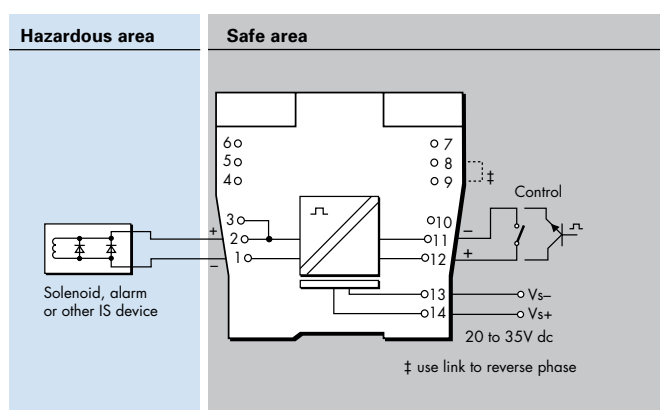 Hazardous area
Safe area
6
5
4
3
2
1
+
–
7
8
9
‡
10
11
12
13
14
Control
–
+
Vs–
Vs+
20 to 35V dc
Solenoid, alarm
or other IS device
‡ use link to reverse phase